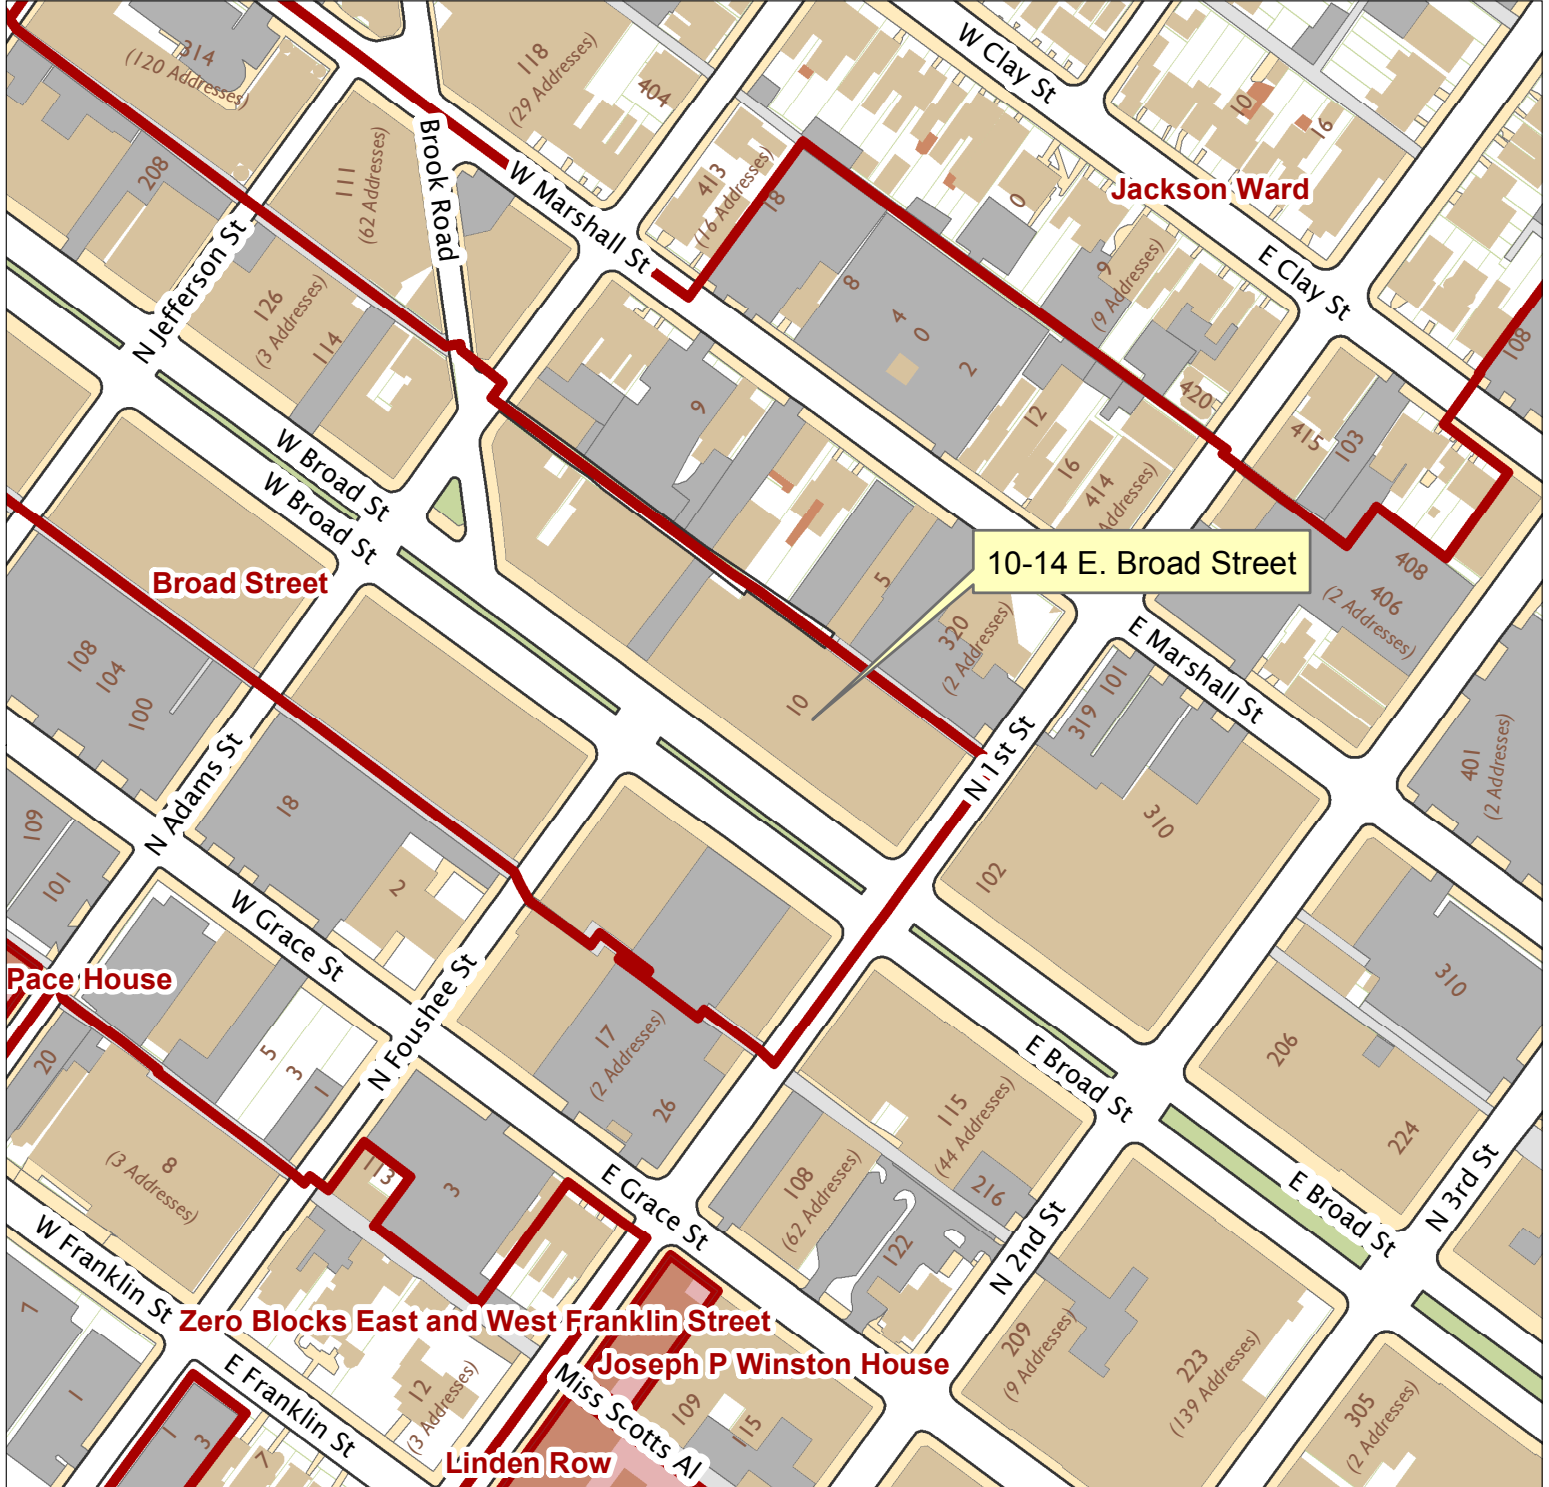 314
(120 Addresses)
118
(29 Addresses)
404
W Clay St
10
16
208
111
(62 Addresses)
Brook Road
W Marshall St
413
(16 Addresses)
18
0
Jackson Ward
9
(9 Addresses)
E Clay St
108
N Jefferson St
126
(3 Addresses)
114
8
4
0
2
420
415
103
9
12
16
414
Addresses)
W Broad St
W Broad St
5
10-14 E. Broad Street
408
406
(2 Addresses)
Broad Street
320
(2 Addresses)
E Marshall St
108
104
100
10
101
319
N 1st St
401
(2 Addresses)
N Adams St
18
109
101
2
310
102
W Grace St
310
Pace House
N Foushee St
20
5
3
1
17
(2 Addresses)
26
E Broad St
206
224
115
(44 Addresses)
8
(3 Addresses)
113
3
E Grace St
108
(62 Addresses)
216
122
N 2nd St
E Broad St
N 3rd St
W Franklin St
7
1
Zero Blocks East and West Franklin Street
Joseph P Winston House
209
(9 Addresses)
223
(139 Addresses)
E Franklin St
12
(3 Addresses)
Miss Scotts Al
109
115
305
(2 Addresses)
1
3
7
Linden Row